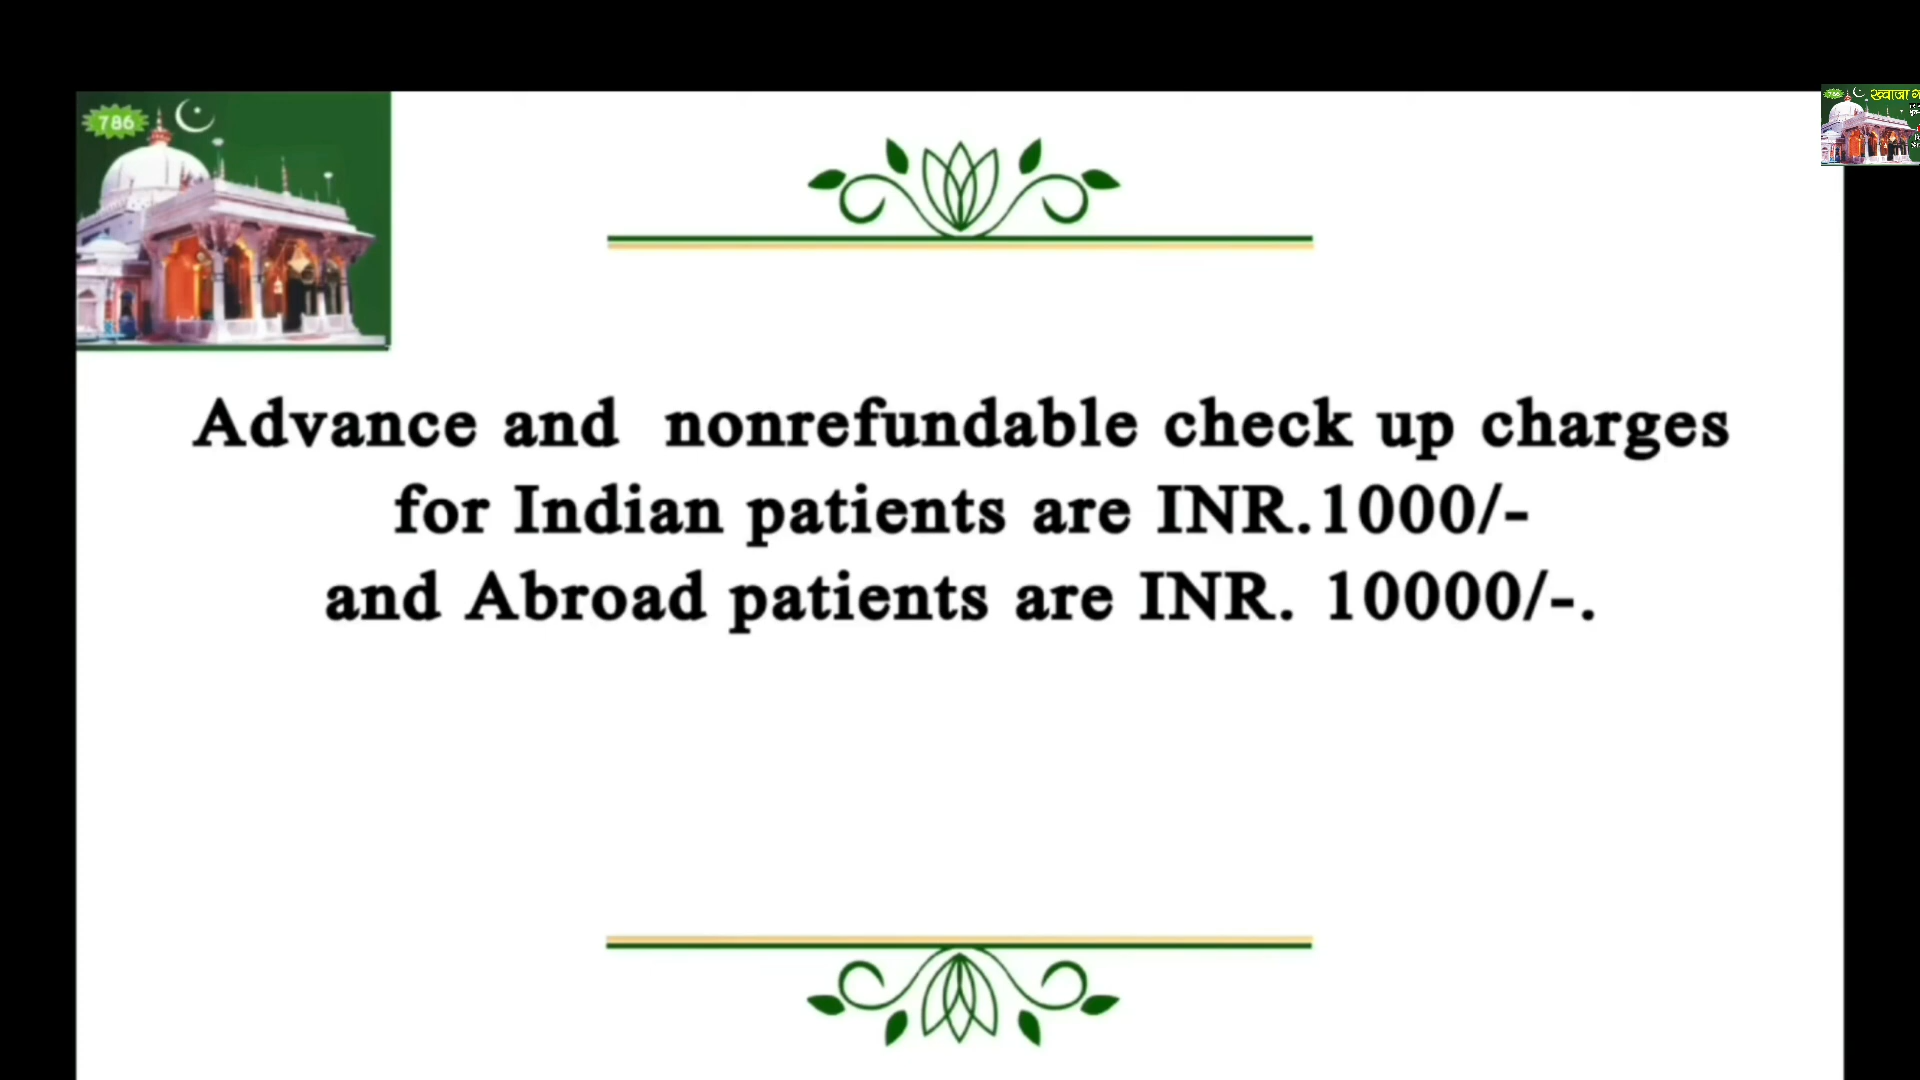 786
ख्वाजा
Advance and nonrefundable check up charges
for Indian patients are INR.1000/-
and Abroad patients are INR. 10000/-.